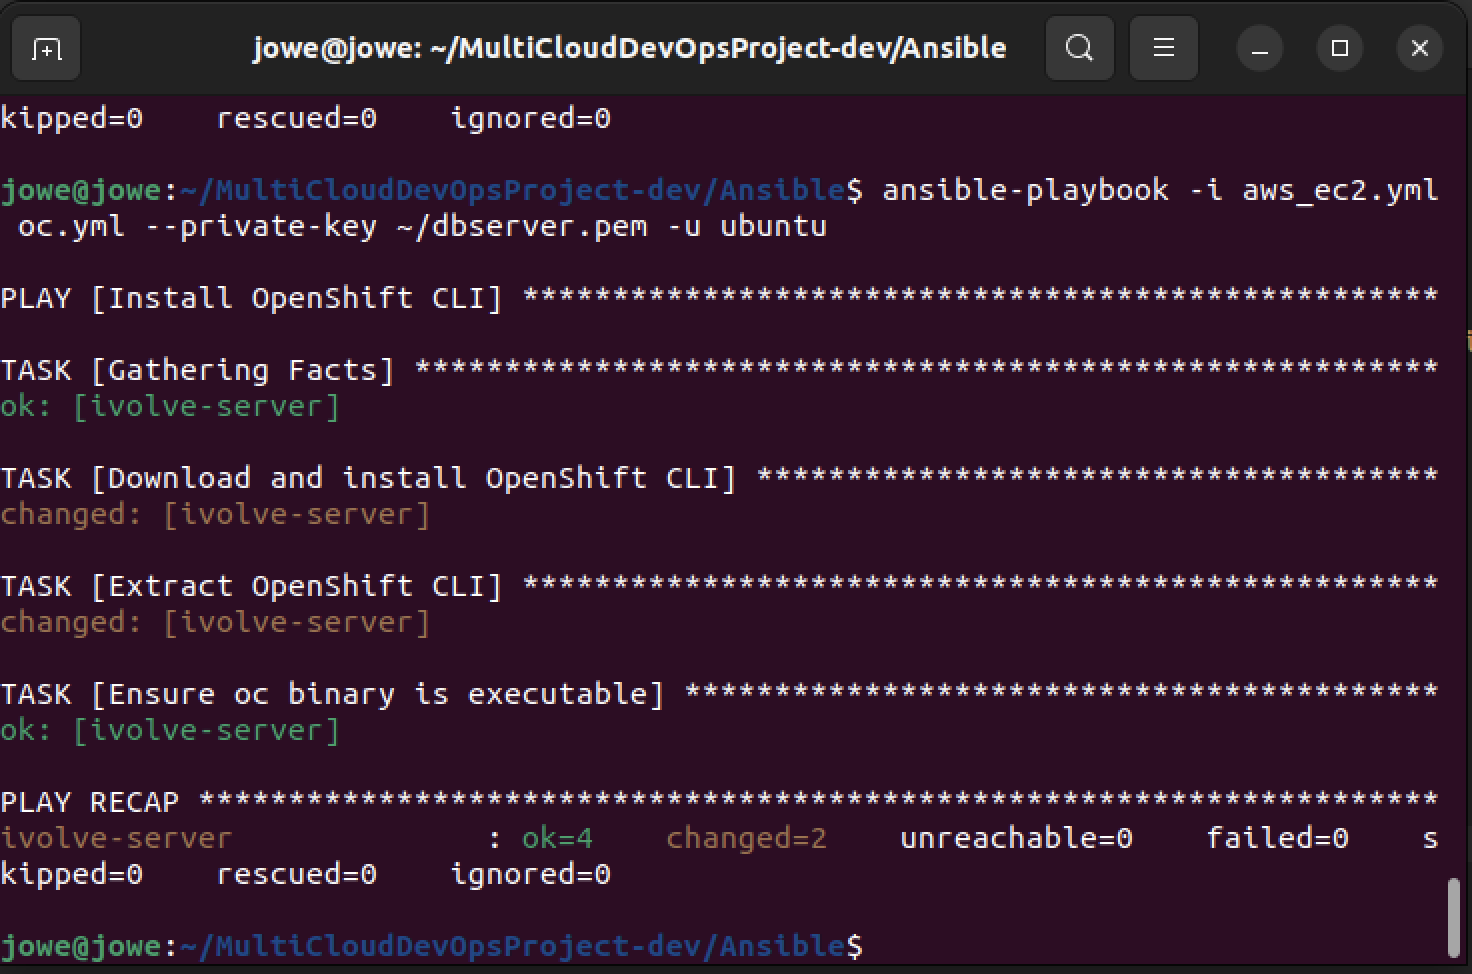 jowe@jowe: ~/MultiCloudDevOpsProject-dev/Ansible
kipped=0    rescued=0    ignored=0
jowe@jowe:~/MultiCloudDevOpsProject-dev/Ansible$ ansible-playbook -i aws_ec2.yml
 oc.yml --private-key ~/dbserver.pem -u ubuntu
PLAY [Install OpenShift CLI] ***************************************************
TASK [Gathering Facts] *********************************************************
ok: [ivolve-server]
TASK [Download and install OpenShift CLI] **************************************
changed: [ivolve-server]
TASK [Extract OpenShift CLI] ***************************************************
changed: [ivolve-server]
TASK [Ensure oc binary is executable] ******************************************
ok: [ivolve-server]
PLAY RECAP *********************************************************************
ivolve-server              : ok=4    changed=2    unreachable=0    failed=0    s
kipped=0    rescued=0    ignored=0
jowe@jowe:~/MultiCloudDevOpsProject-dev/Ansible$